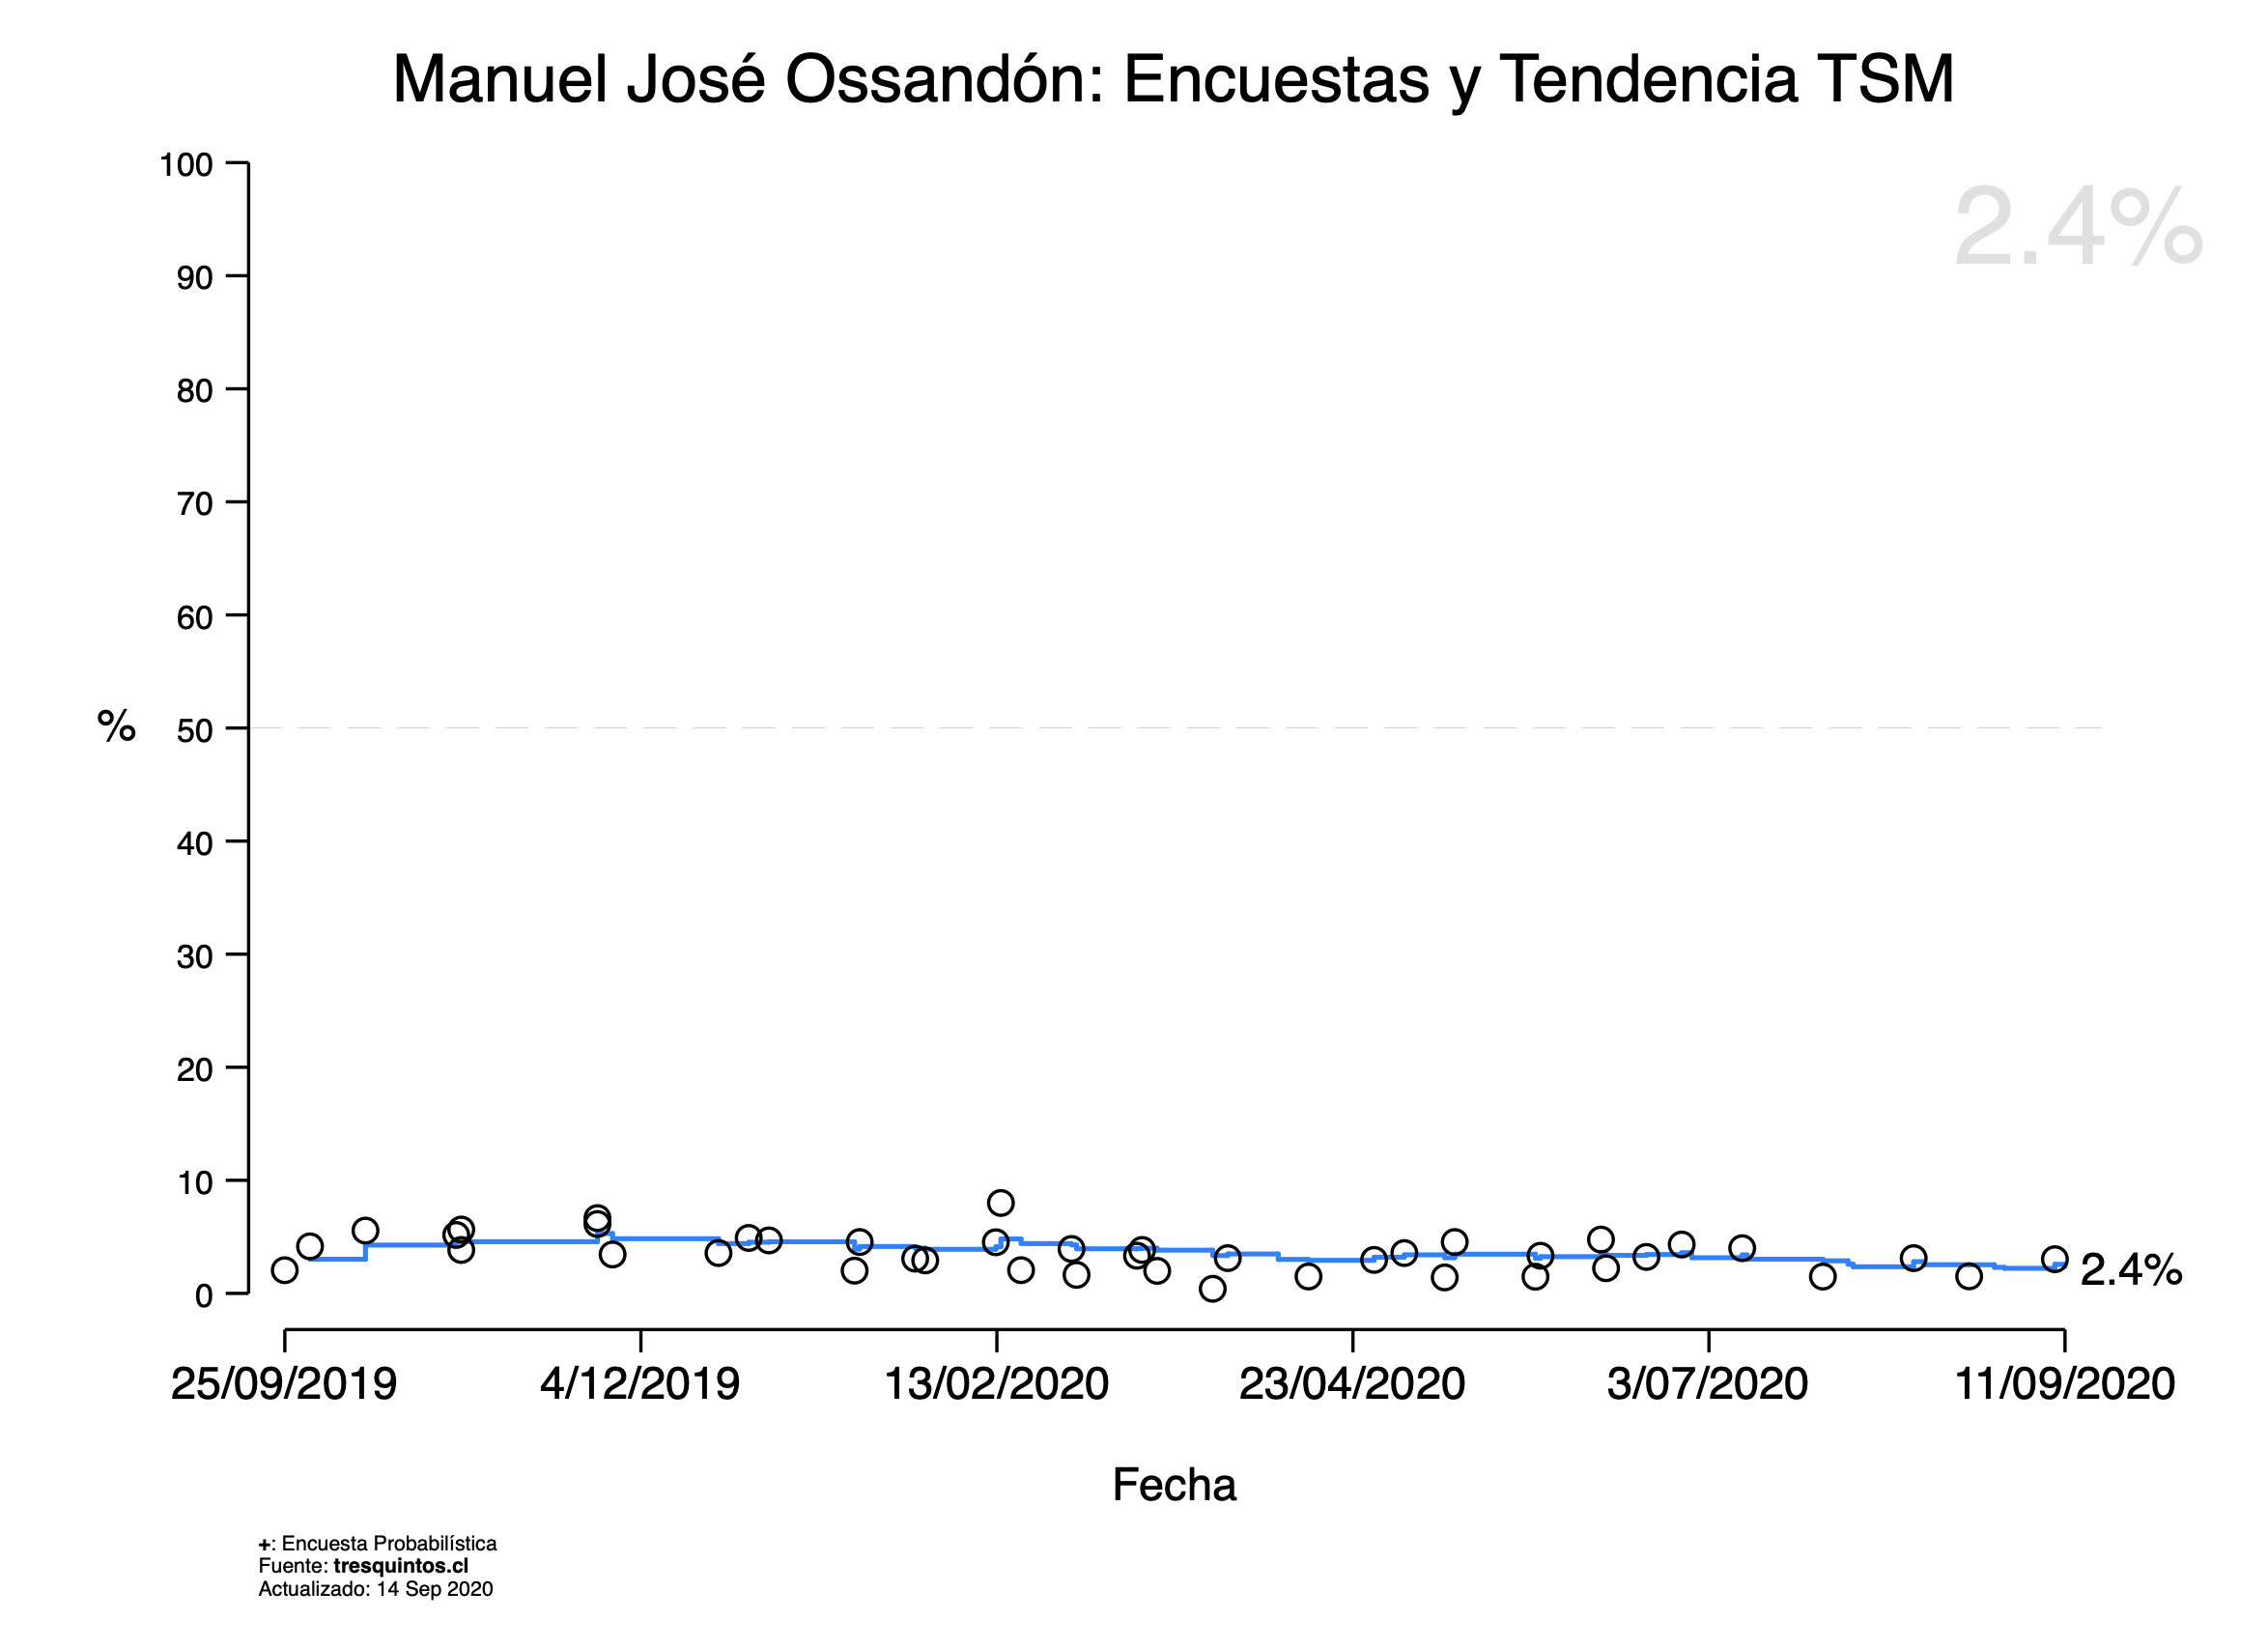 Manuel José Ossandón: Encuestas y Tendencia TSM
2.4%
100
90
80
70
60
50
40
30
20
10
0
%
2.4%
25/09/2019 4/12/2019 13/02/2020 23/04/2020 3/07/2020 11/09/2020
Fecha
+: Encuesta Probabilística
Fuente: tresquintos.cl
Actualizado: 14 Sep 2020